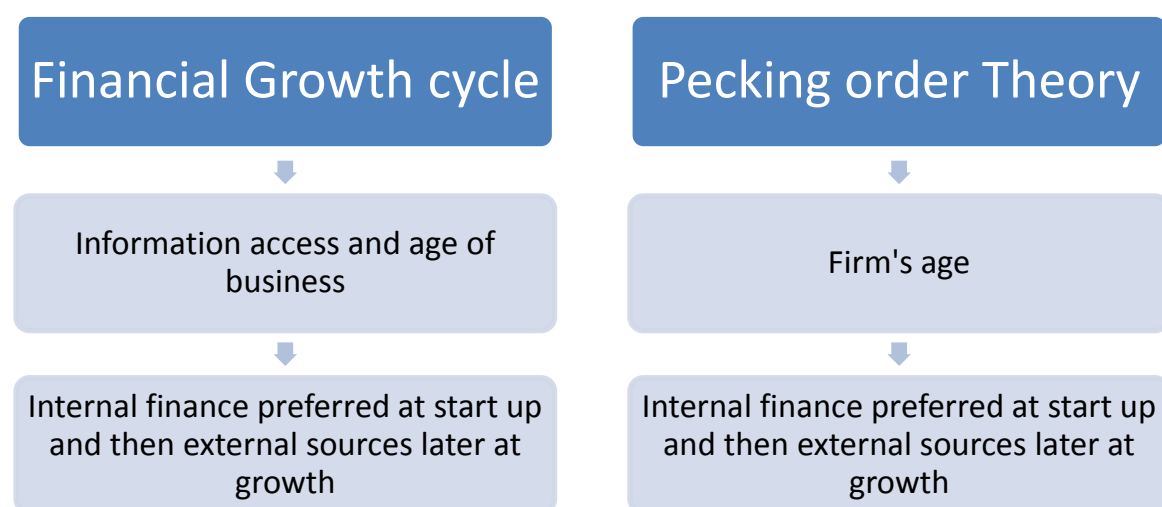 Financial Growth cycle
Information access and age of
business
Internal finance preferred at start up
and then external sources later at
growth
Pecking order Theory
Firm's age
Internal finance preferred at start up
and then external sources later at
growth